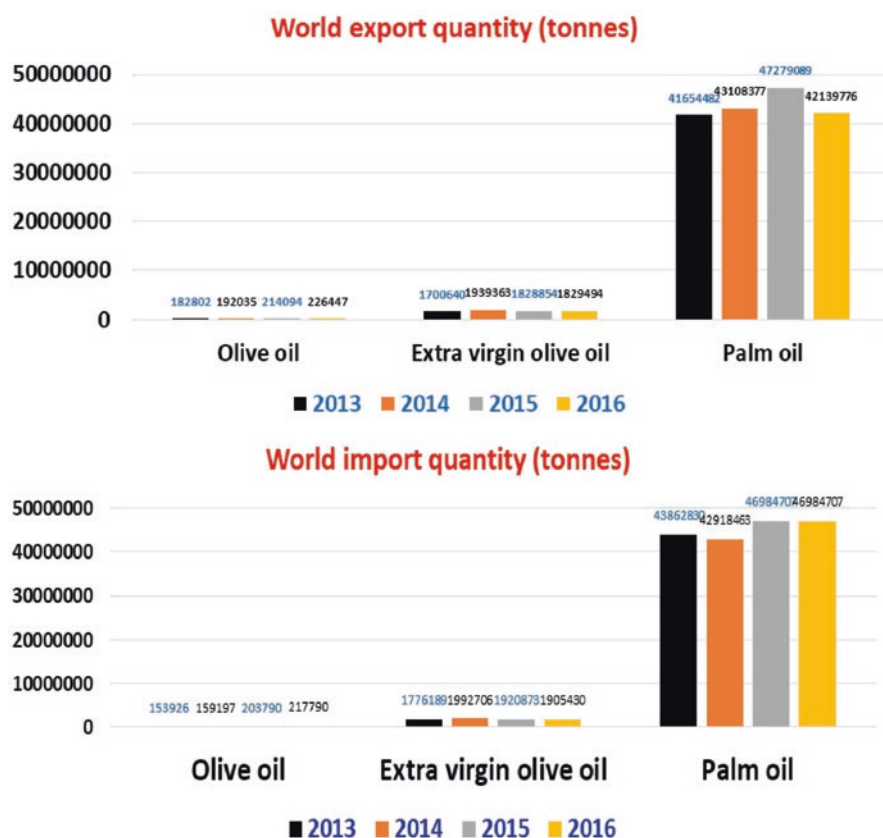 World export quantity (tonnes)
50000000
40000000
30000000
20000000
10000000
0
182802 192035 214094 226447
1700640 1939363 1828854 1829494
41654482 43108377 47279089 42139776
Olive oil Extra virgin olive oil Palm oil
2013 2014 2015 2016
World import quantity (tonnes)
50000000
40000000
30000000
20000000
10000000
0
153926 159197 203790 217790
1776189 1992706 1920873 1905430
43862830 42918463 46984707 46984707
Olive oil Extra virgin olive oil Palm oil
2013 2014 2015 2016